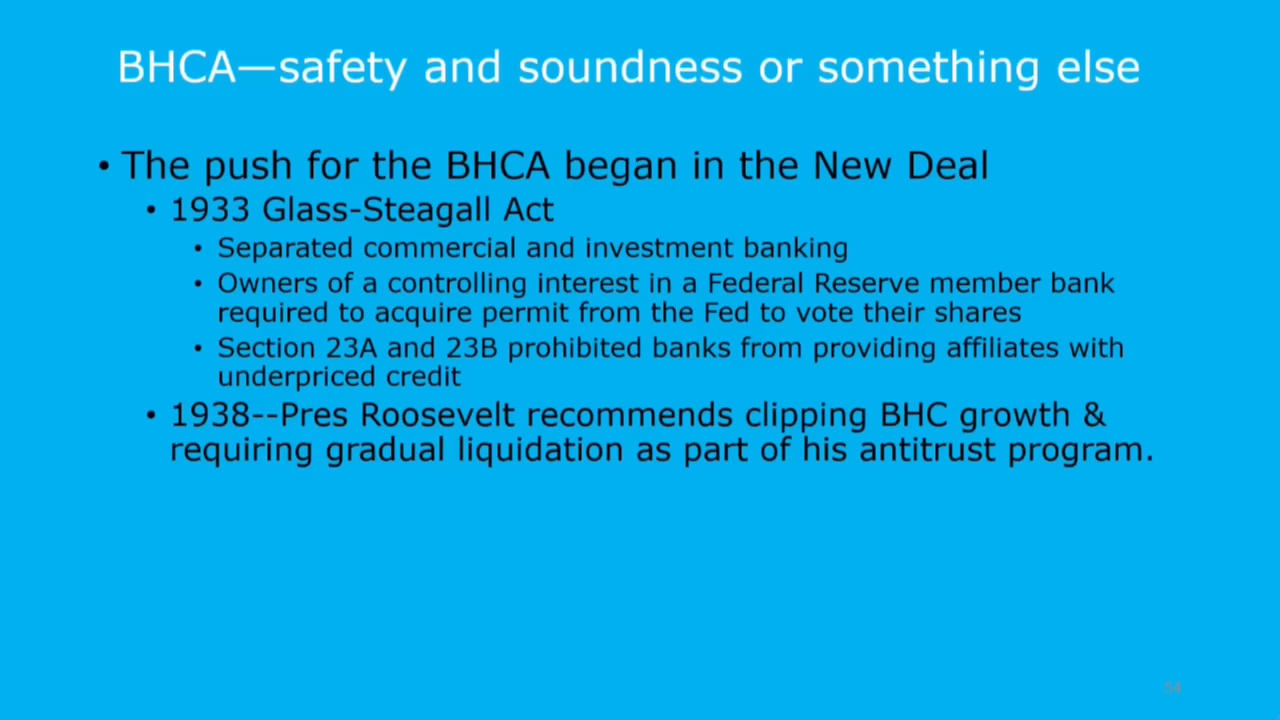 BHCA—safety and soundness or something else
• The push for the BHCA began in the New Deal
• 1933 Glass-Steagall Act
• Separated commercial and investment banking
• Owners of a controlling interest in a Federal Reserve member bank
required to acquire permit from the Fed to vote their shares
• Section 23A and 23B prohibited banks from providing affiliates with
underpriced credit
• 1938--Pres Roosevelt recommends clipping BHC growth &
requiring gradual liquidation as part of his antitrust program.
54